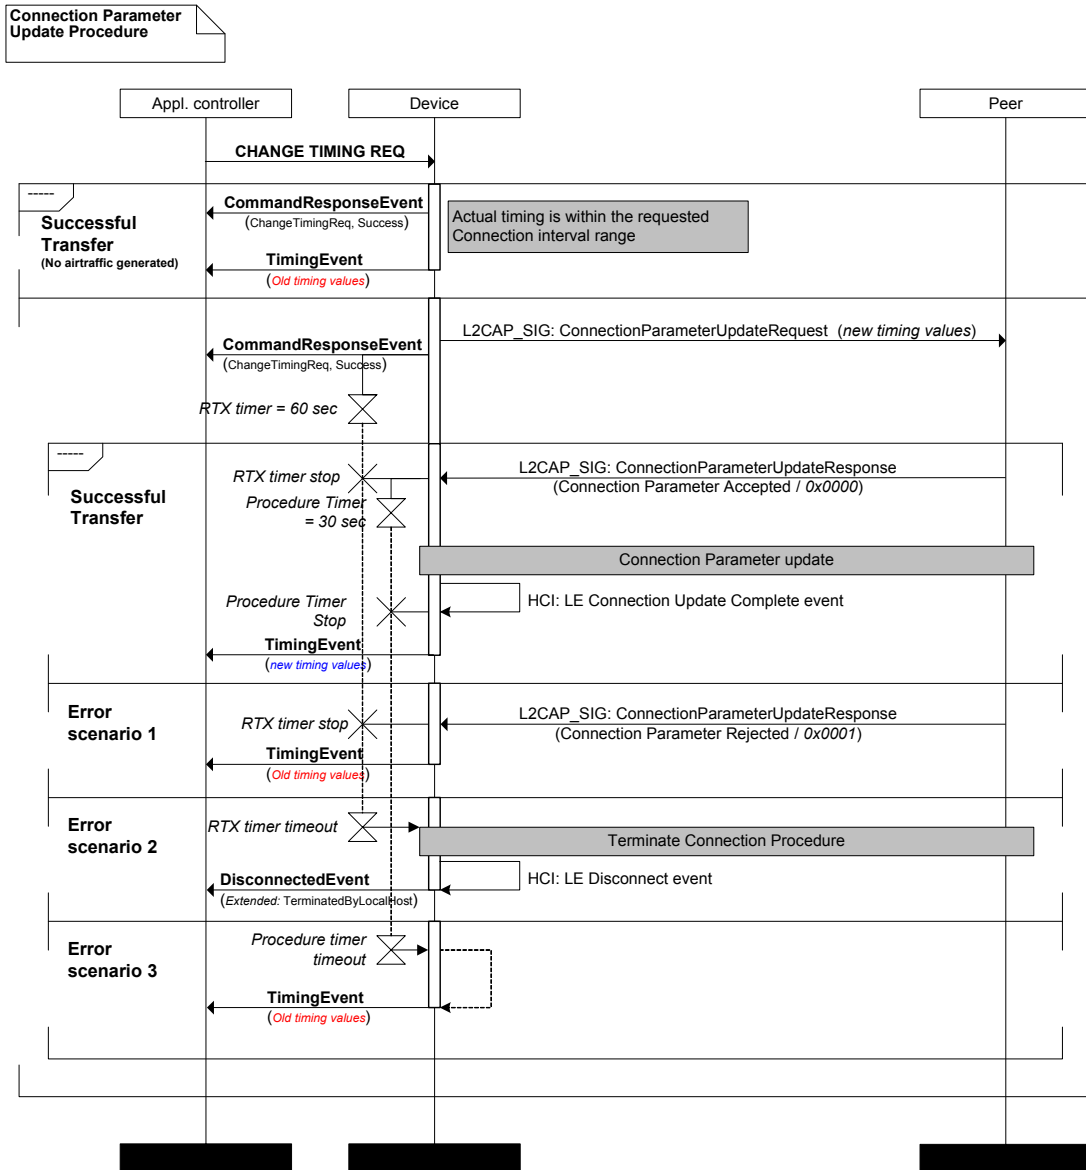 Connection Parameter
Update Procedure
Appl. controller
Device
Peer
CHANGE TIMING REQ
-----
Successful
Transfer
(No airtraffic generated)
CommandResponseEvent
(ChangeTimingReq, Success)
Actual timing is within the requested
Connection interval range
TimingEvent
(Old timing values)
L2CAP_SIG: ConnectionParameterUpdateRequest (new timing values)
CommandResponseEvent
(ChangeTimingReq, Success)
RTX timer = 60 sec
-----
Successful
Transfer
L2CAP_SIG: ConnectionParameterUpdateResponse
(Connection Parameter Accepted / 0x0000)
RTX timer stop
Procedure Timer
= 30 sec
Connection Parameter update
HCI: LE Connection Update Complete event
Procedure Timer
Stop
TimingEvent
(new timing values)
Error
scenario 1
L2CAP_SIG: ConnectionParameterUpdateResponse
(Connection Parameter Rejected / 0x0001)
RTX timer stop
TimingEvent
(Old timing values)
Error
scenario 2
RTX timer timeout
Terminate Connection Procedure
HCI: LE Disconnect event
DisconnectedEvent
(Extended: TerminatedByLocalHost)
Error
scenario 3
Procedure timer
timeout
TimingEvent
(Old timing values)